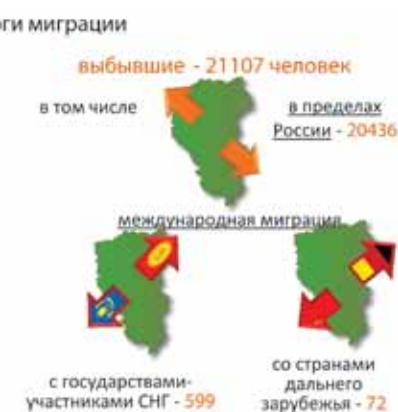 ги миграции
выбывшие - 21107 человек
в том числе
в пределах
России - 20436
международная миграция
с государствами-
участниками СНГ - 599
со странами
дальнего
зарубежья - 72